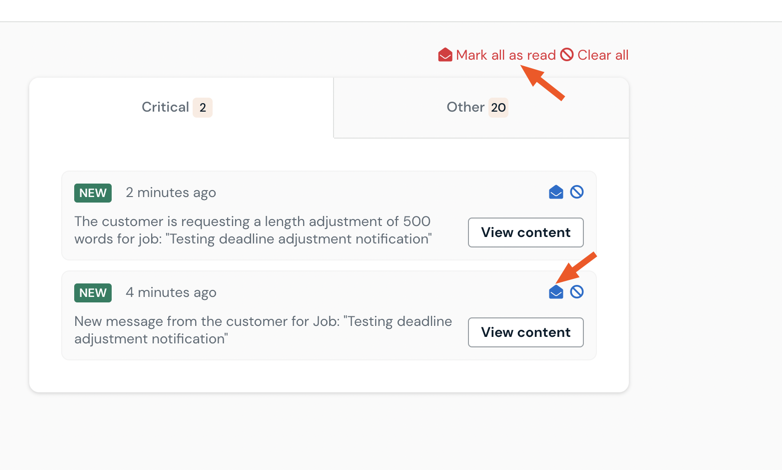 Mark all as read Clear all
Critical 2
Other 20
NEW 2 minutes ago
The customer is requesting a length adjustment of 500
words for job: "Testing deadline adjustment notification"
View content
NEW 4 minutes ago
New message from the customer for Job: "Testing deadline
adjustment notification"
View content